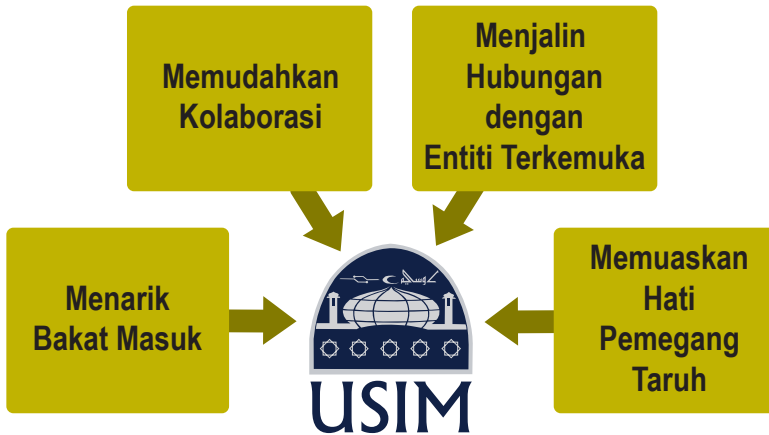 Memudahkan
Kolaborasi
Menjalin
Hubungan
dengan
Entiti Terkemuka
Menarik
Bakat Masuk
Memuaskan
Hati
Pemegang
Taruh
USIM